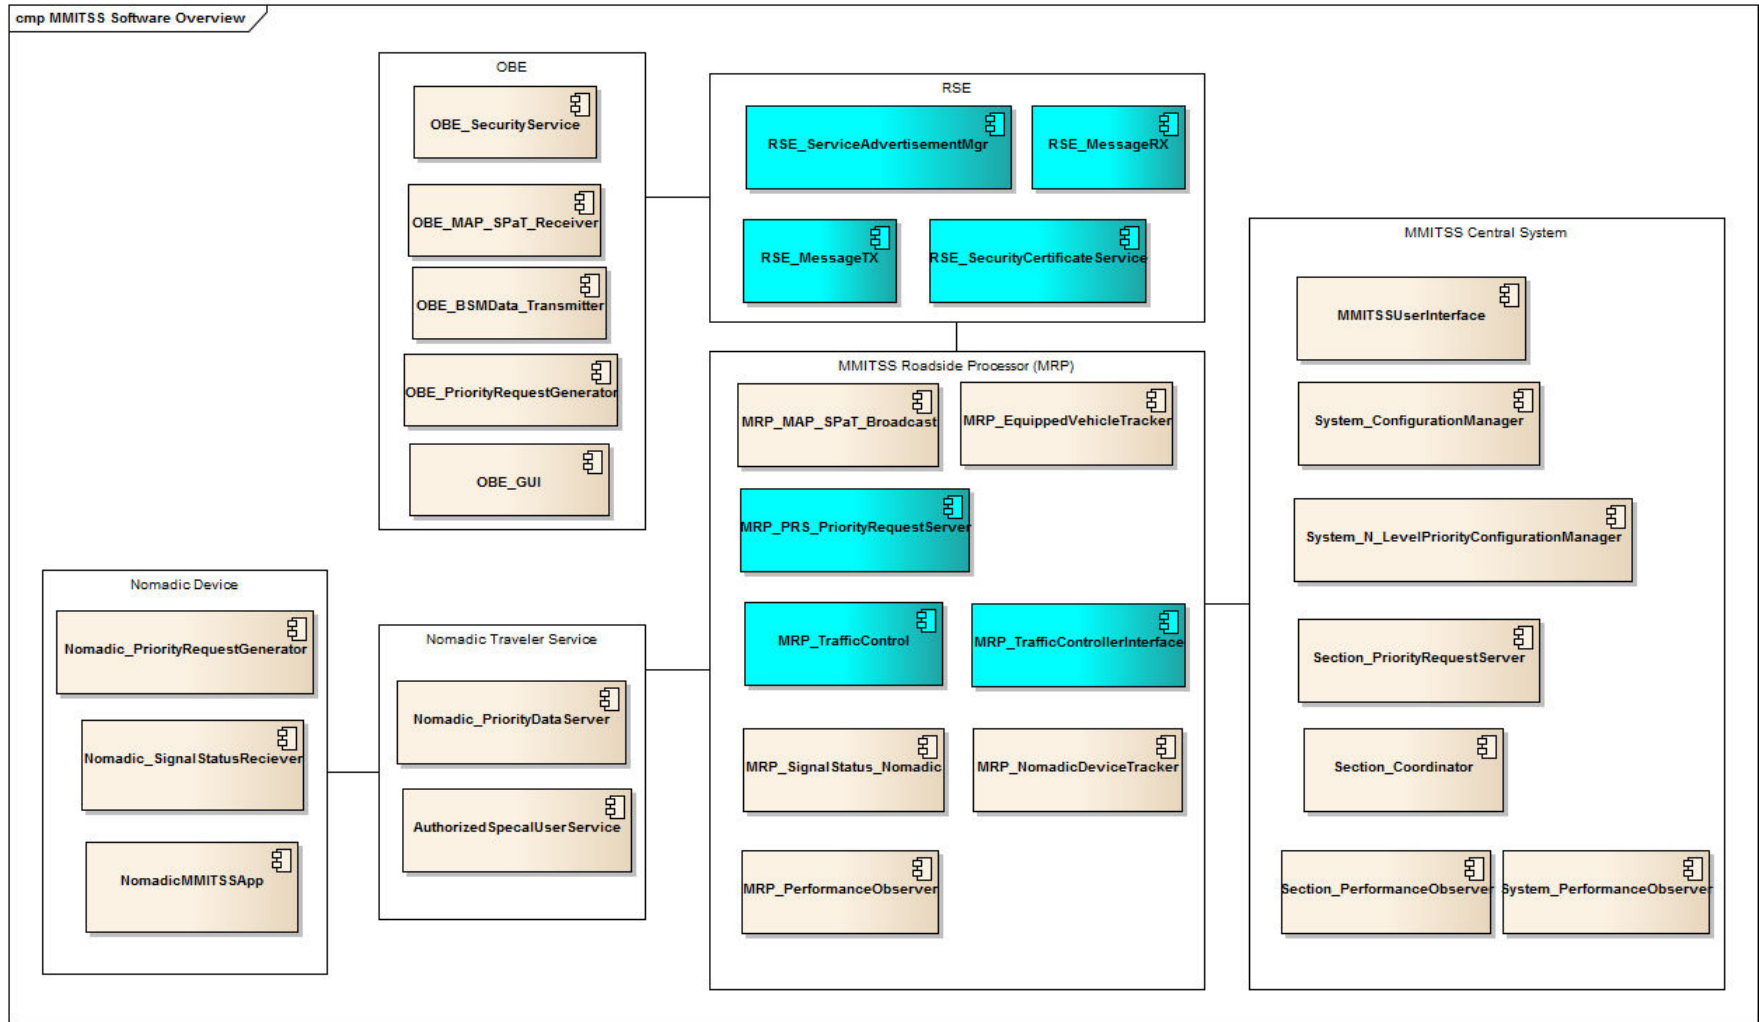 cmp MMITSS Software Overview
OBE
OBE_SecurityService
OBE_MAP_SPaT_Receiver
OBE_BSMData_Transmitter
OBE_PriorityRequestGenerator
OBE_GUI
RSE
RSE_ServiceAdvertisementMgr
RSE_MessageRX
RSE_MessageTX
RSE_SecurityCertificateService
MMITSS Roadside Processor (MRP)
MRP_MAP_SPaT_Broadcast
MRP_EquippedVehicleTracker
MRP_PRS_PriorityRequestServer
MRP_TrafficControl
MRP_TrafficControllerInterface
MRP_SignalStatus_Nomadic
MRP_NomadicDeviceTracker
MRP_PerformanceObserver
MMITSS Central System
MMITSSUserInterface
System_ConfigurationManager
System_N_LevelPriorityConfigurationManager
Section_PriorityRequestServer
Section_Coordinator
Section_PerformanceObserver
System_PerformanceObserver
Nomadic Device
Nomadic_PriorityRequestGenerator
Nomadic_SignalStatusReciever
NomadicMMITSSApp
Nomadic Traveler Service
Nomadic_PriorityDataServer
AuthorizedSpecalUserService